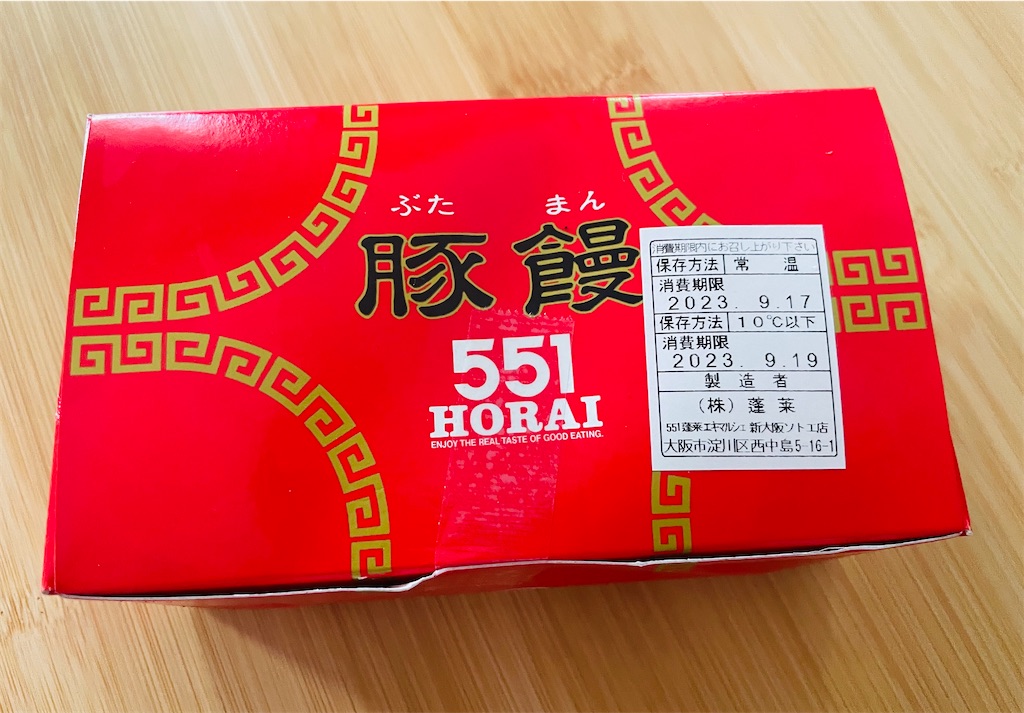 ぶた まん
豚饅
551
HORAI
ENJOY THE REAL TASTE OF GOOD EATING.
消費期限内にお召し上がり下さい
保存方法 常 温
消費期限
2023. 9.17
保存方法 10℃以下
消費期限
2023. 9.19
製 造 者
(株) 蓬 莱
551蓬莱エキマルシェ 新大阪ソト工店
大阪市淀川区西中島5-16-1